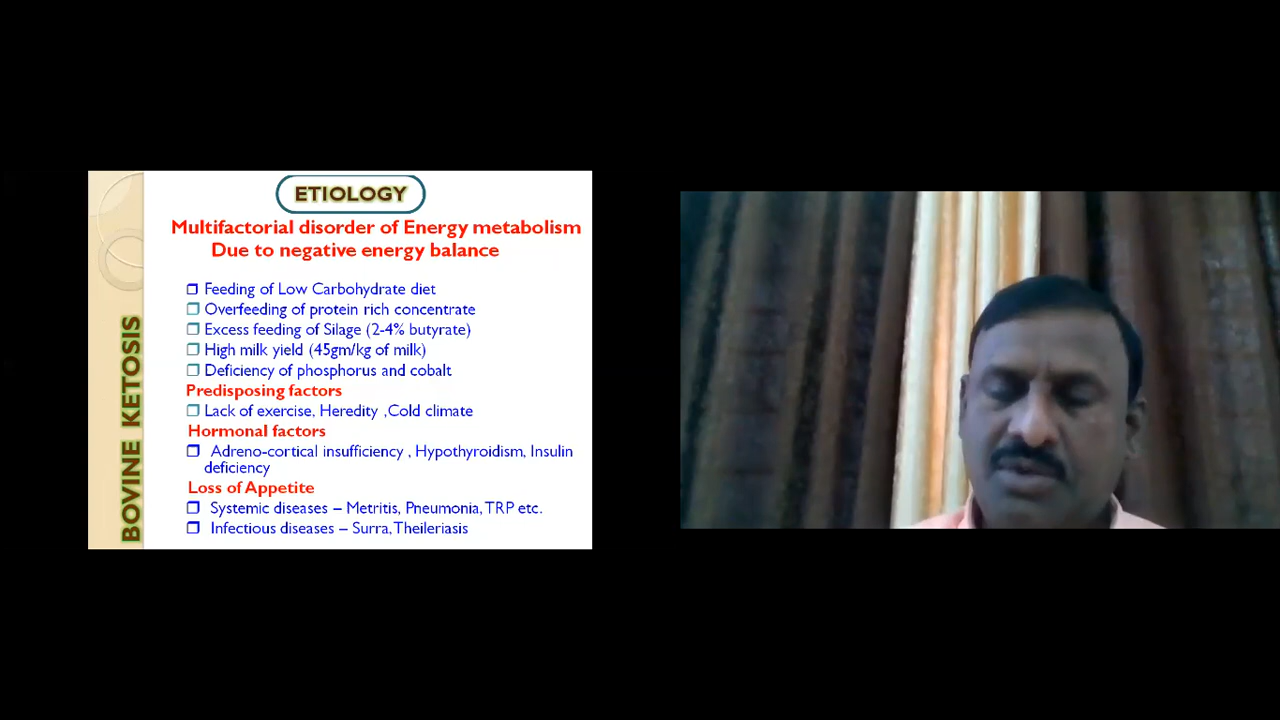 ETIOLOGY
Multifactorial disorder of Energy metabolism
Due to negative energy balance
Feeding of Low Carbohydrate diet
Overfeeding of protein rich concentrate
Excess feeding of Silage (2-4% butyrate)
High milk yield (45gm/kg of milk)
Deficiency of phosphorus and cobalt
Predisposing factors
Lack of exercise, Heredity ,Cold climate
Hormonal factors
Adreno-cortical insufficiency , Hypothyroidism, Insulin
deficiency
Loss of Appetite
Systemic diseases – Metritis, Pneumonia, TRP etc.
Infectious diseases – Surra, Theileriasis
BOVINE KETOSIS